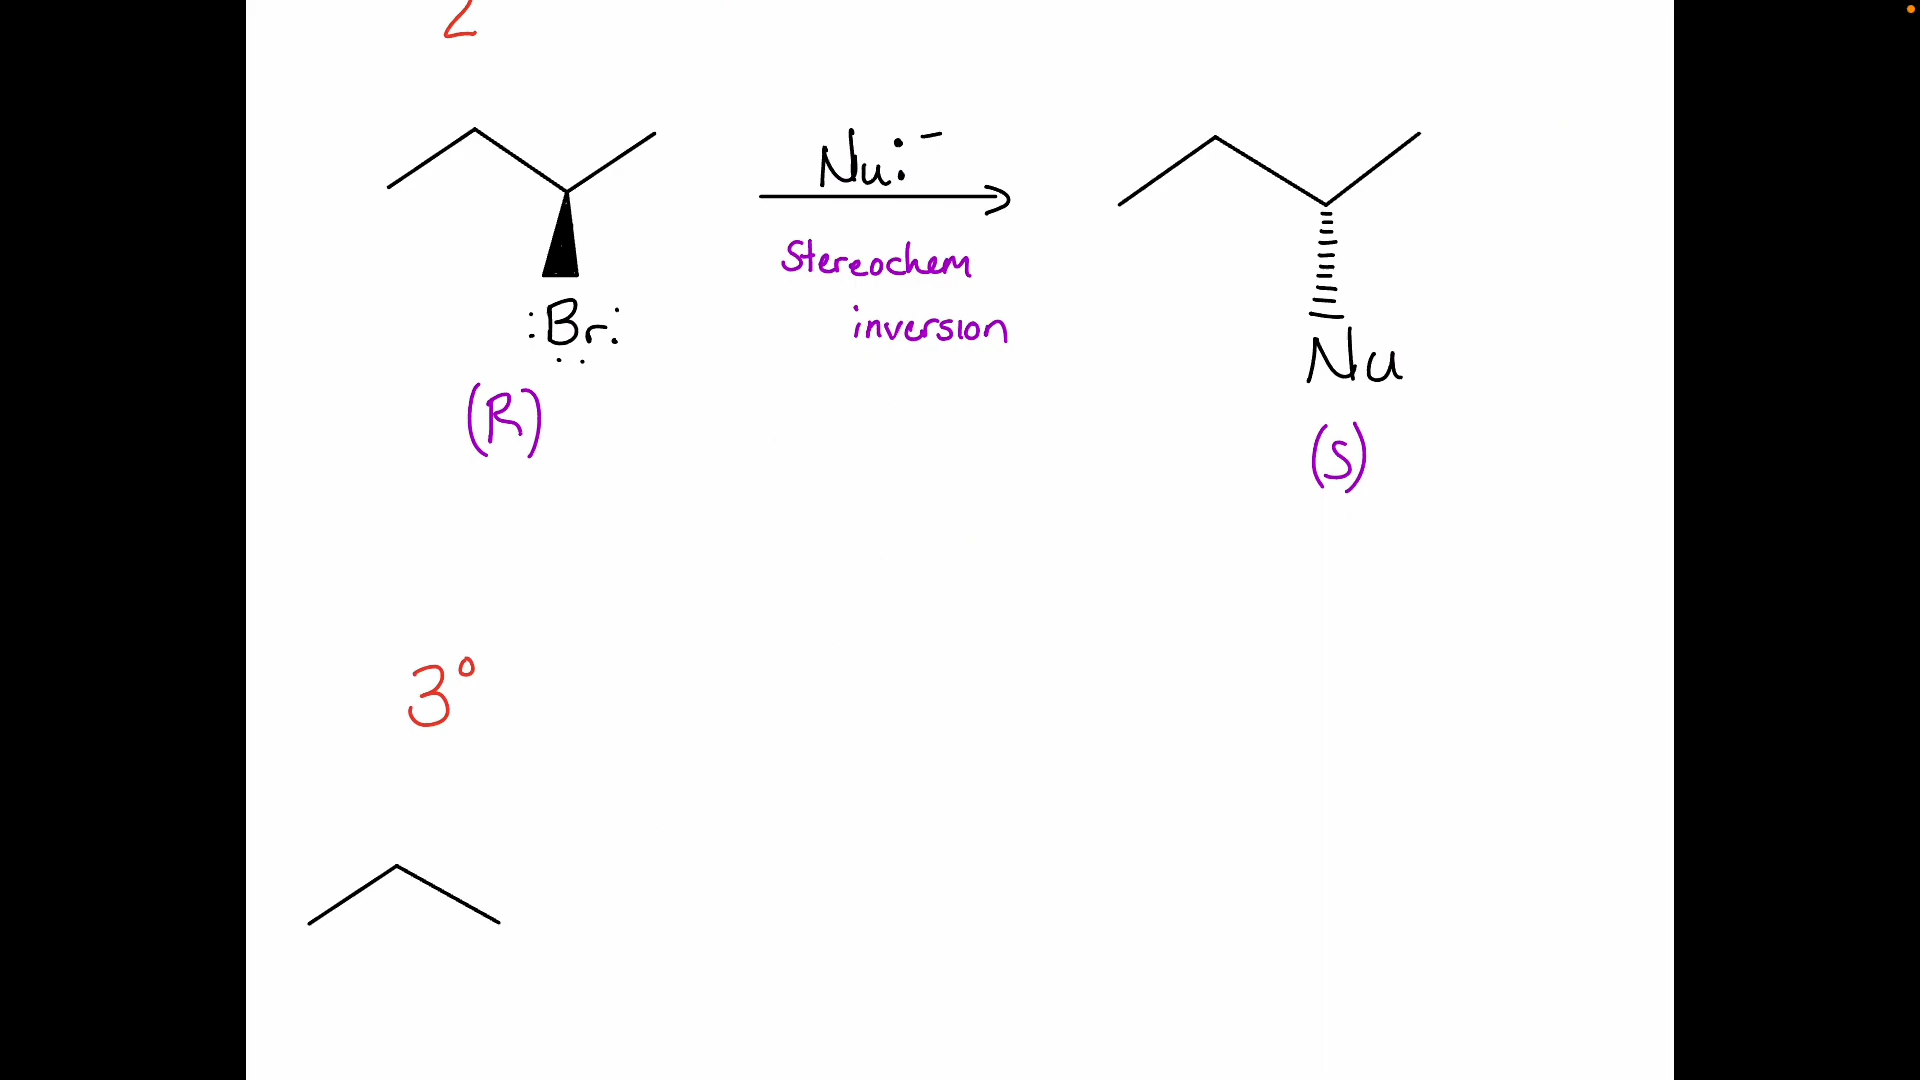 2
Nu:⁻
Stereochem
inversion
:Br:
Nu
(R)
(S)
3°